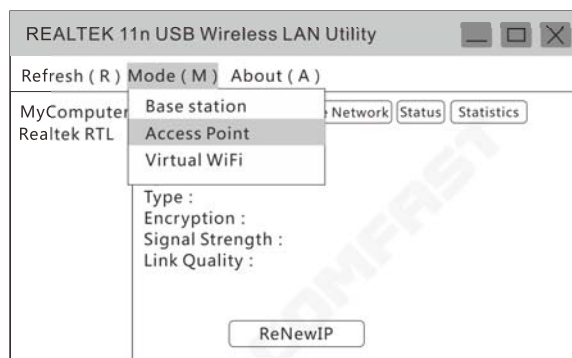 REALTEK 11n USB Wireless LAN Utility
Refresh ( R ) Mode ( M ) About ( A )
MyComputer
Realtek RTL
Base station
Access Point
Virtual WiFi
Network Status Statistics
Type :
Encryption :
Signal Strength :
Link Quality :
ReNewIP
COMFAST